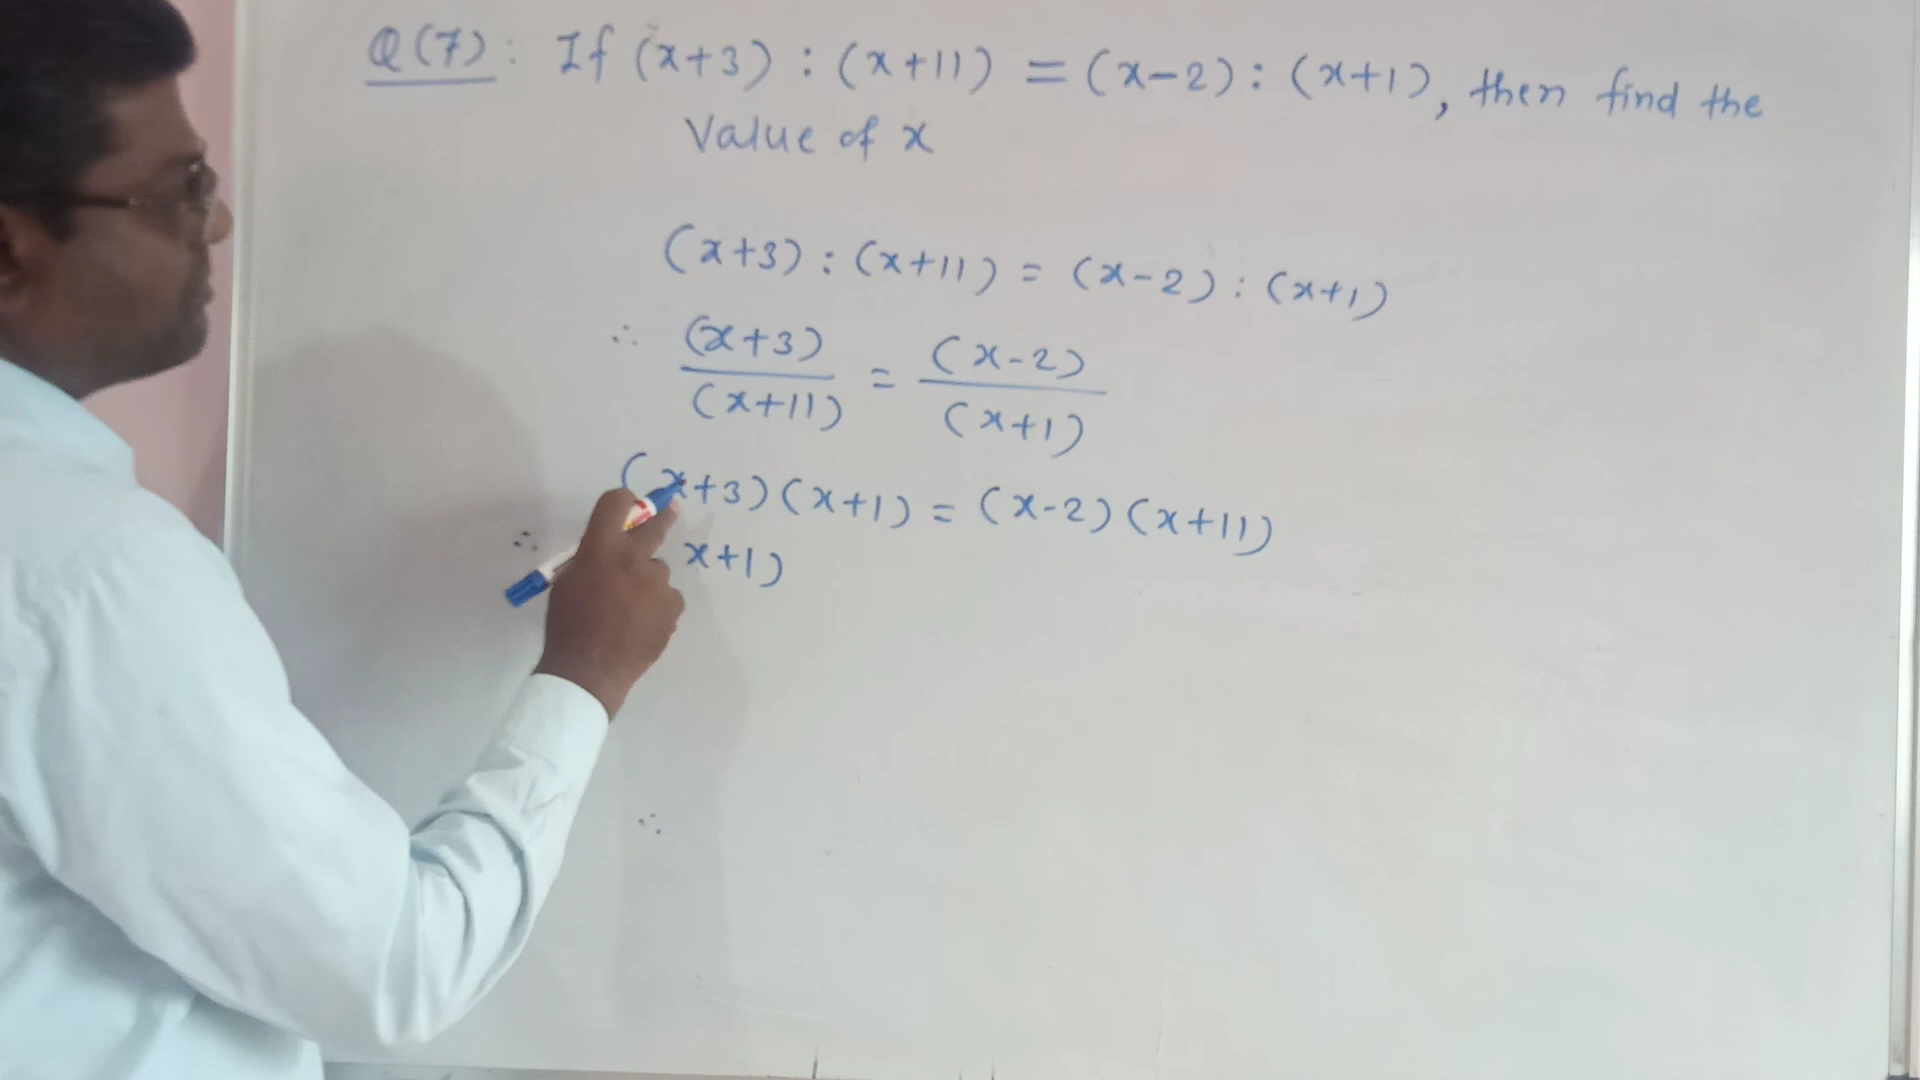 Q(7): If (x+3) : (x+11) = (x-2) : (x+1), then find the
Value of x
(x+3) : (x+11) = (x-2) : (x+1)
∴ (x+3)/(x+11) = (x-2)/(x+1)
(x+3)(x+1) = (x-2)(x+11)
∴ x+1)
∴